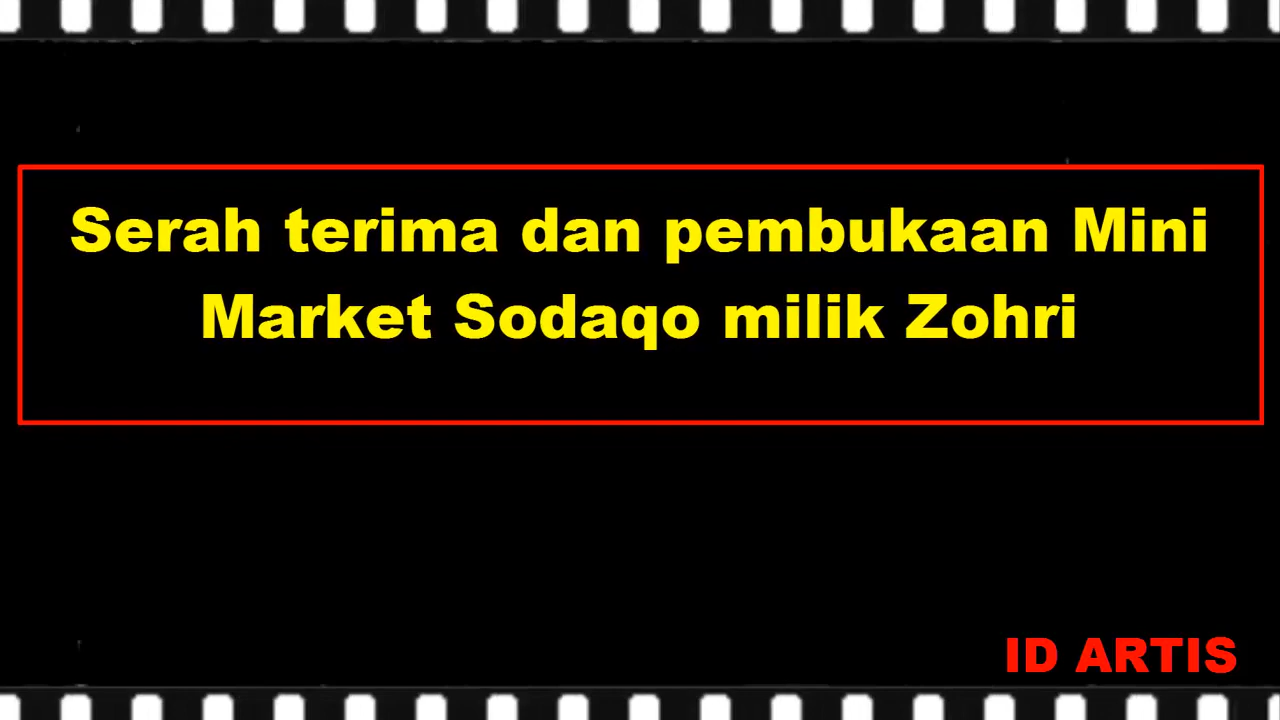 Serah terima dan pembukaan Mini
Market Sodaqo milik Zohri
ID ARTIS